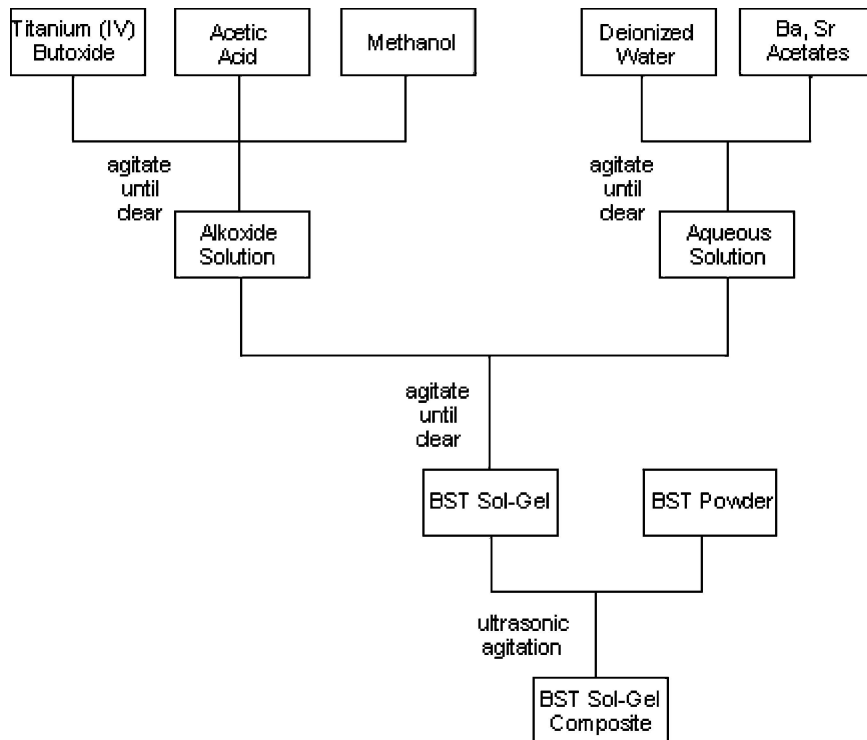 Titanium (IV)
Butoxide
Acetic
Acid
Methanol
Deionized
Water
Ba, Sr
Acetates
agitate
until
clear
agitate
until
clear
Alkoxide
Solution
Aqueous
Solution
agitate
until
clear
BST Sol-Gel
BST Powder
ultrasonic
agitation
BST Sol-Gel
Composite